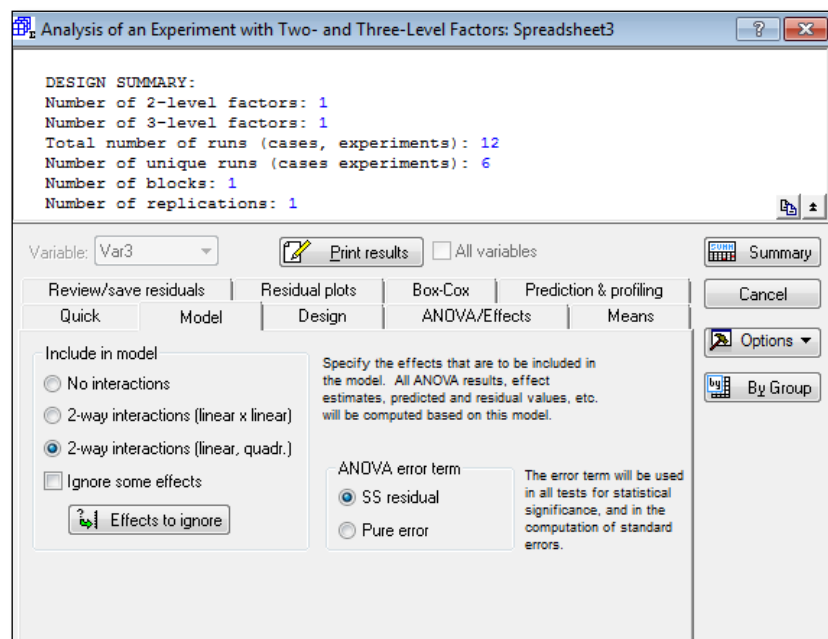 Analysis of an Experiment with Two- and Three-Level Factors: Spreadsheet3
DESIGN SUMMARY:
Number of 2-level factors: 1
Number of 3-level factors: 1
Total number of runs (cases, experiments): 12
Number of unique runs (cases experiments): 6
Number of blocks: 1
Number of replications: 1
Variable: Var3
Print results
All variables
Summary
Review/save residuals
Residual plots
Box-Cox
Prediction & profiling
Cancel
Quick
Model
Design
ANOVA/Effects
Means
Options
By Group
Include in model
No interactions
2-way interactions (linear x linear)
2-way interactions (linear, quadr.)
Ignore some effects
Effects to ignore
Specify the effects that are to be included in
the model. All ANOVA results, effect
estimates, predicted and residual values, etc.
will be computed based on this model.
ANOVA error term
SS residual
Pure error
The error term will be used
in all tests for statistical
significance, and in the
computation of standard
errors.